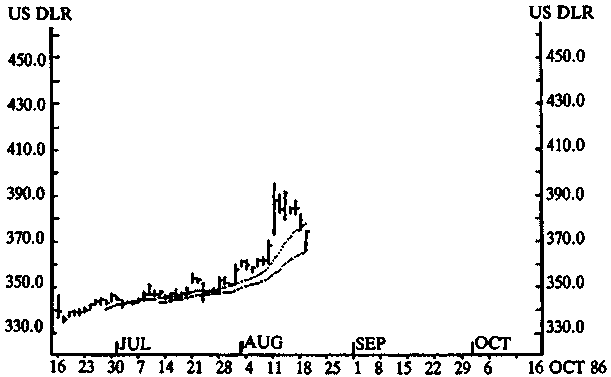 US DLR US DLR
450.0 450.0
430.0 430.0
410.0 410.0
390.0 390.0
370.0 370.0
350.0 350.0
330.0 330.0
JUL AUG SEP OCT
16 23 30 7 14 21 28 4 11 18 25 1 8 15 22 29 6 16 OCT 86